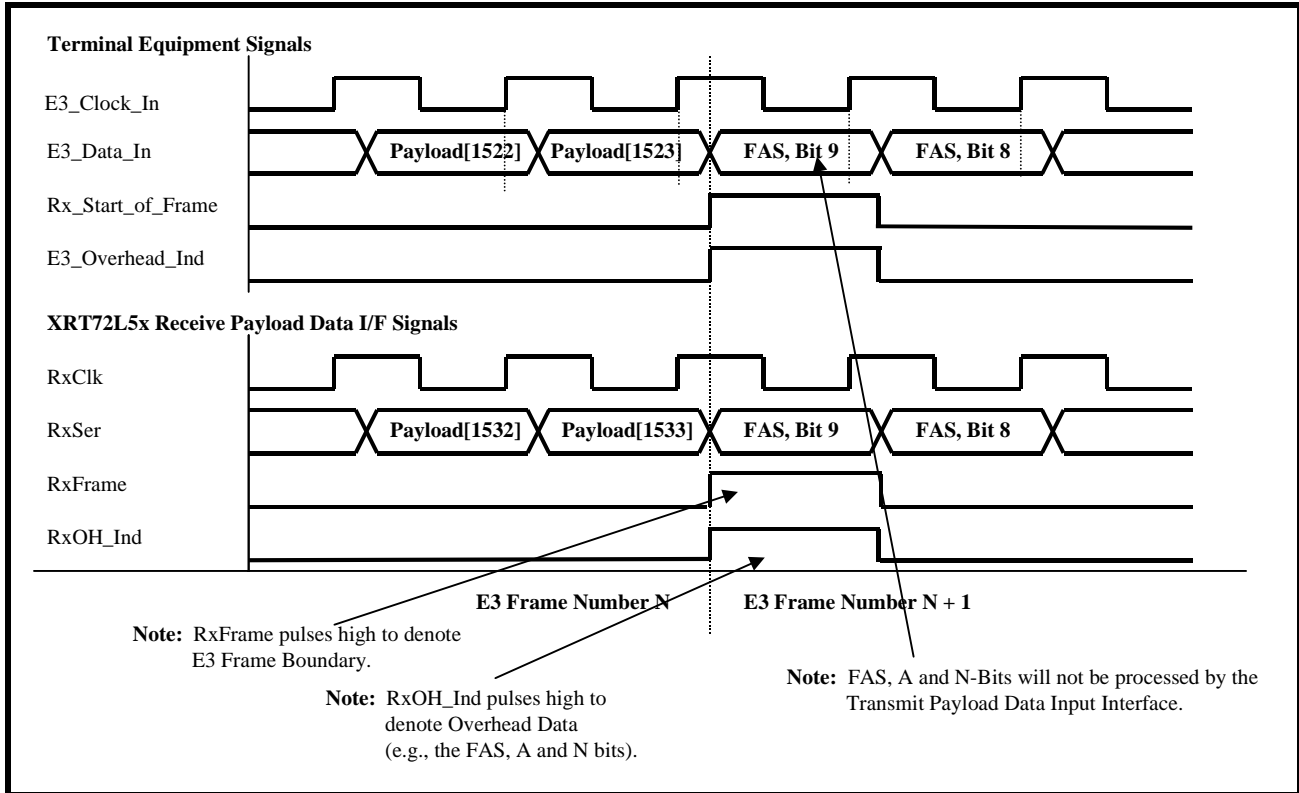 Terminal Equipment Signals
E3_Clock_In
E3_Data_In
Payload[1522]
Payload[1523]
FAS, Bit 9
FAS, Bit 8
Rx_Start_of_Frame
E3_Overhead_Ind
XRT72L5x Receive Payload Data I/F Signals
RxClk
RxSer
Payload[1532]
Payload[1533]
FAS, Bit 9
FAS, Bit 8
RxFrame
RxOH_Ind
E3 Frame Number N
E3 Frame Number N + 1
Note: RxFrame pulses high to denote
E3 Frame Boundary.
Note: RxOH_Ind pulses high to
denote Overhead Data
(e.g., the FAS, A and N bits).
Note: FAS, A and N-Bits will not be processed by the
Transmit Payload Data Input Interface.